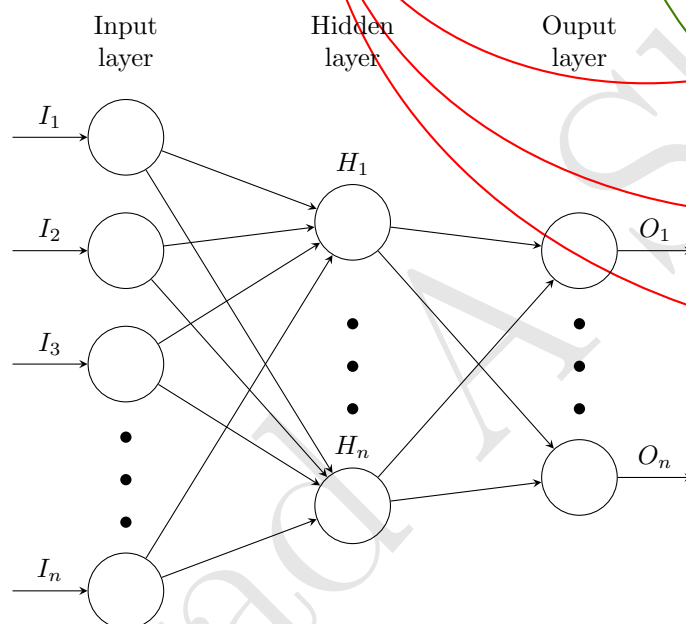 Input
layer
Hidden
layer
Ouput
layer
I₁
H₁
I₂
O₁
I₃
Hₙ
Oₙ
Iₙ